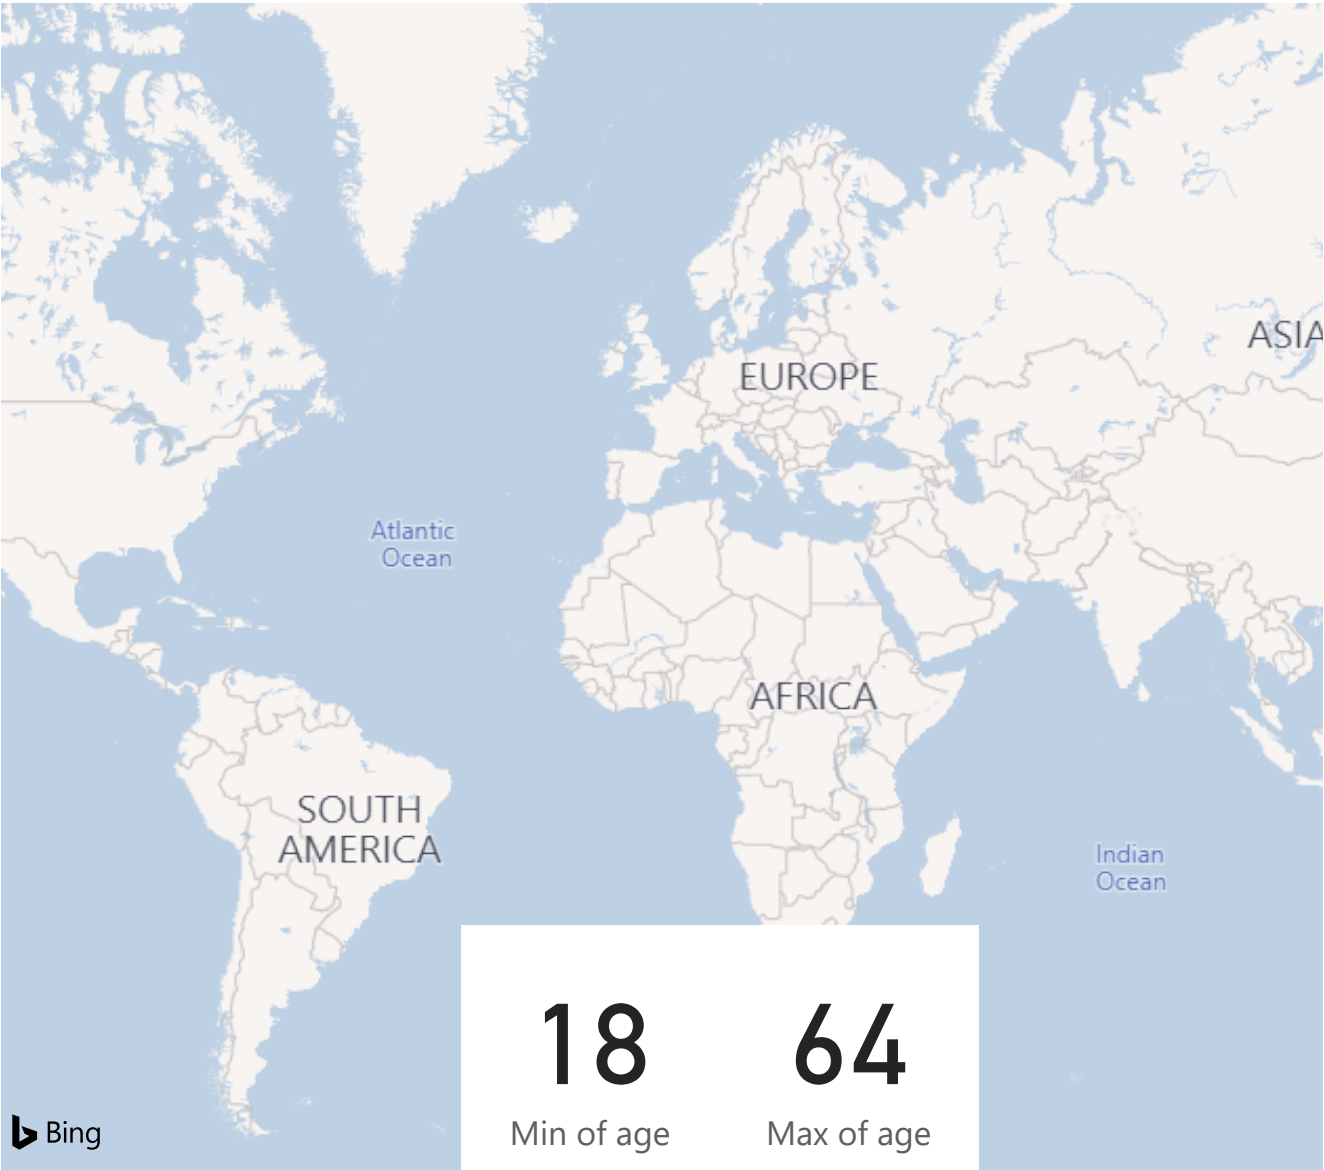 ASIA
EUROPE
Atlantic
Ocean
AFRICA
SOUTH
AMERICA
Indian
Ocean
18
64
Min of age
Max of age
Bing